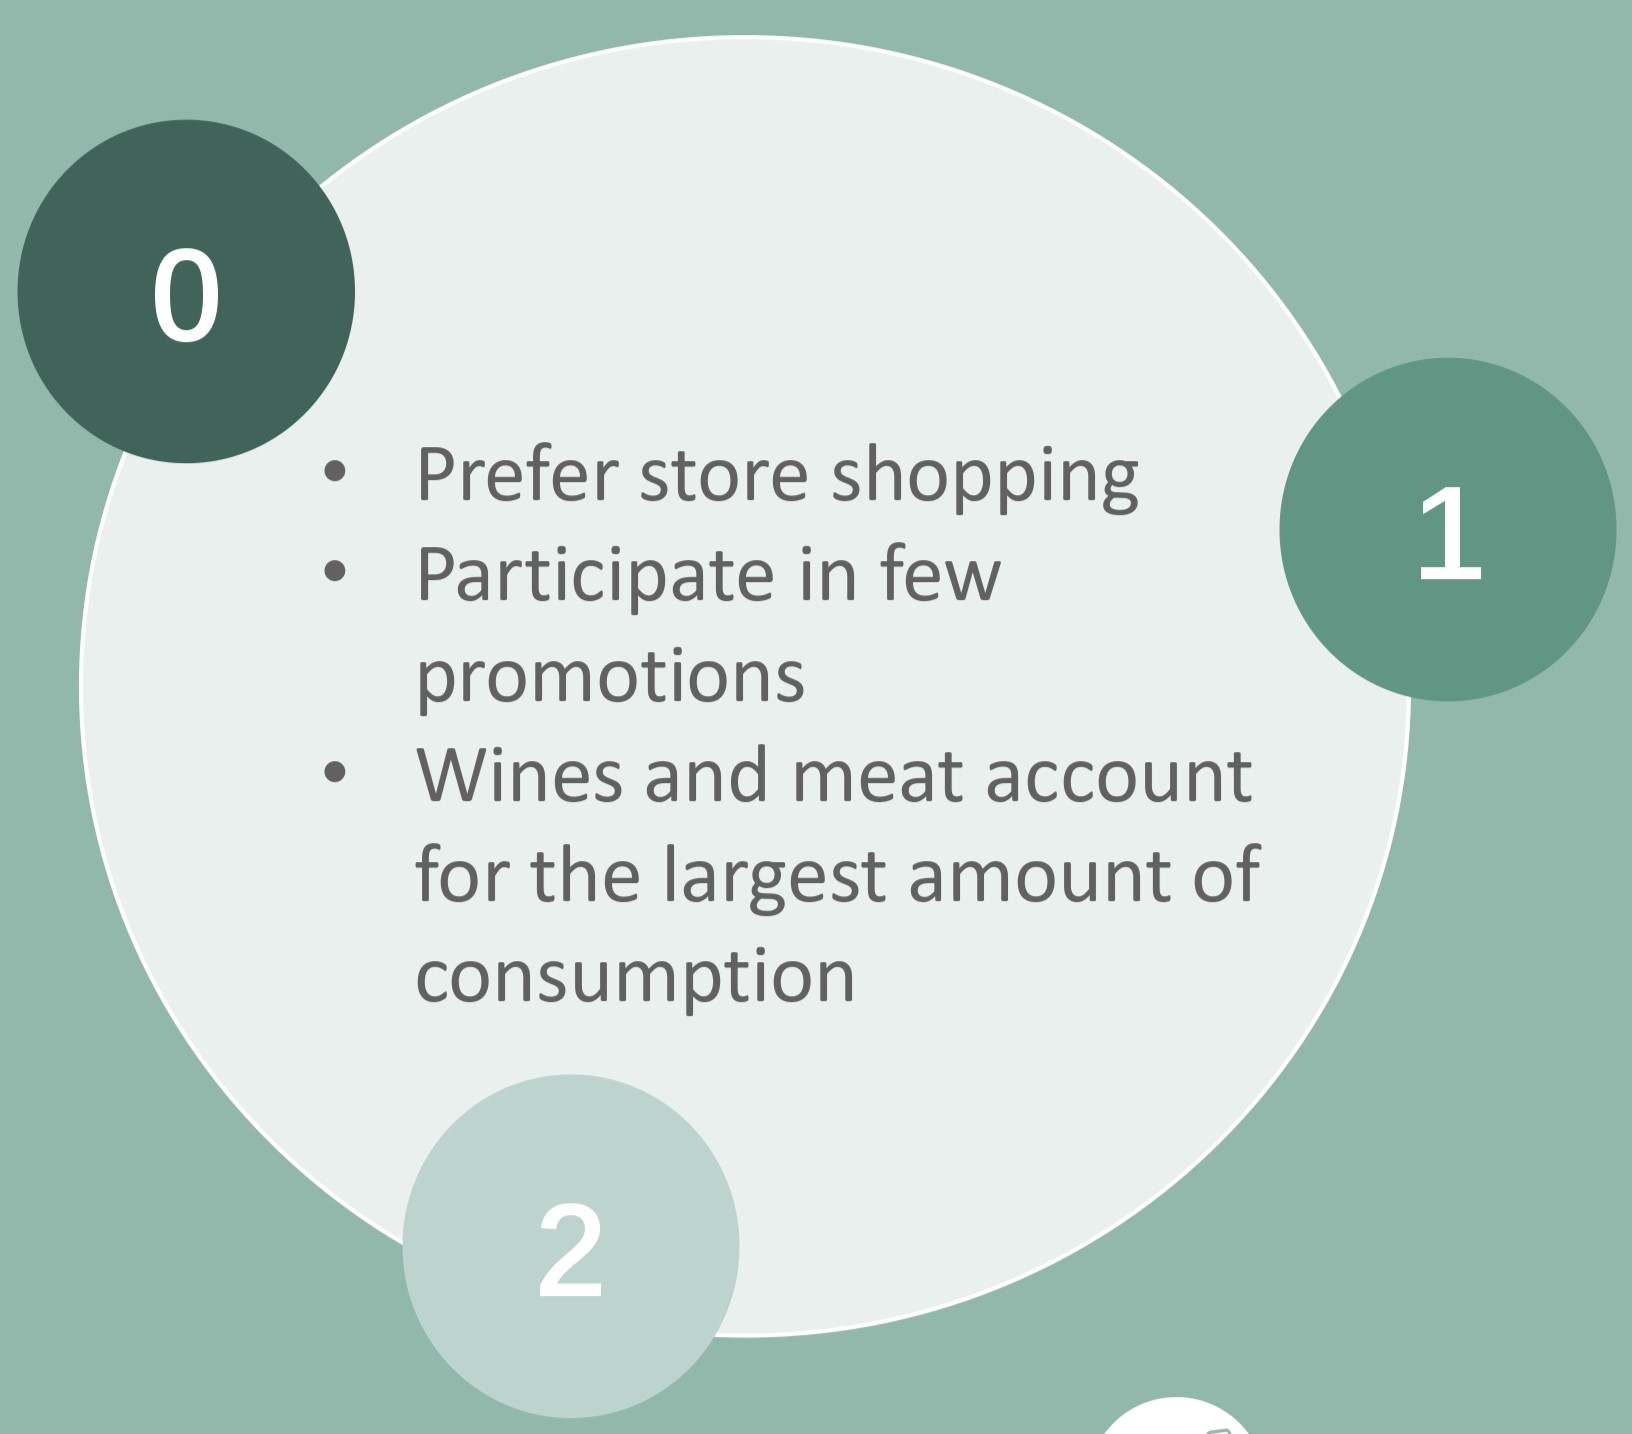 0
• Prefer store shopping
1
• Participate in few
promotions
• Wines and meat account
for the largest amount of
consumption
2